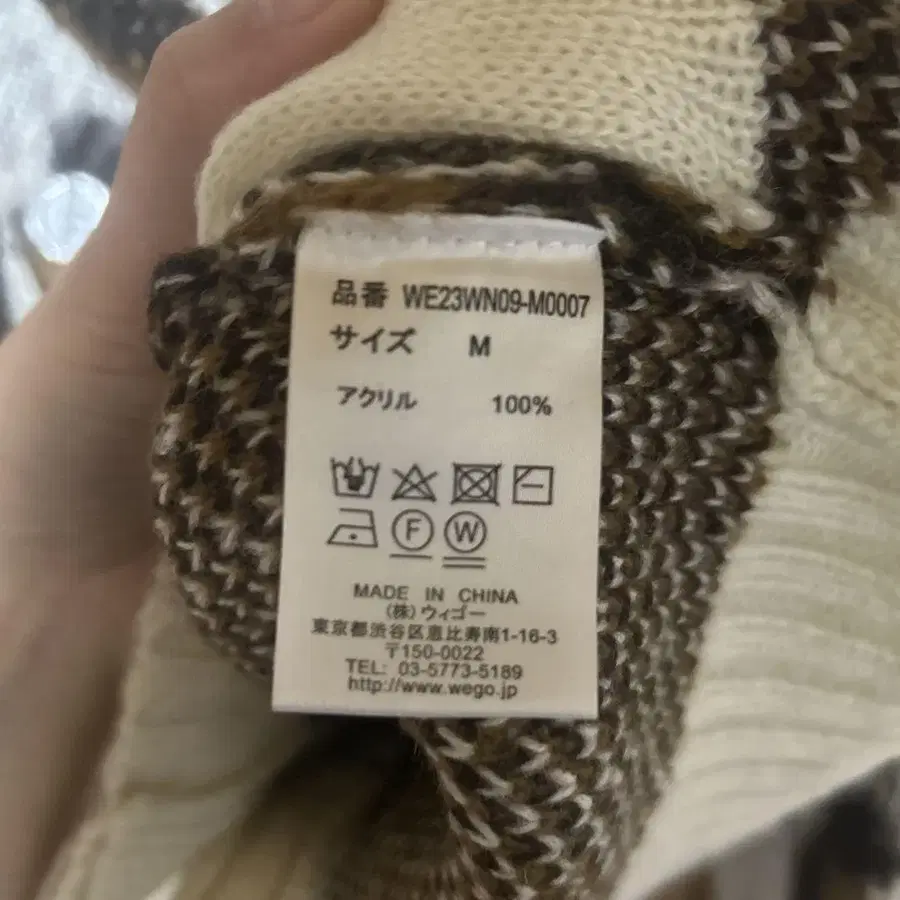 品番 WE23WN09-M0007
サイズ M
アクリル 100%
F W
MADE IN CHINA
(株)ウィゴー
東京都渋谷区恵比寿南1-16-3
〒150-0022
TEL: 03-5773-5189
http://www.wego.jp